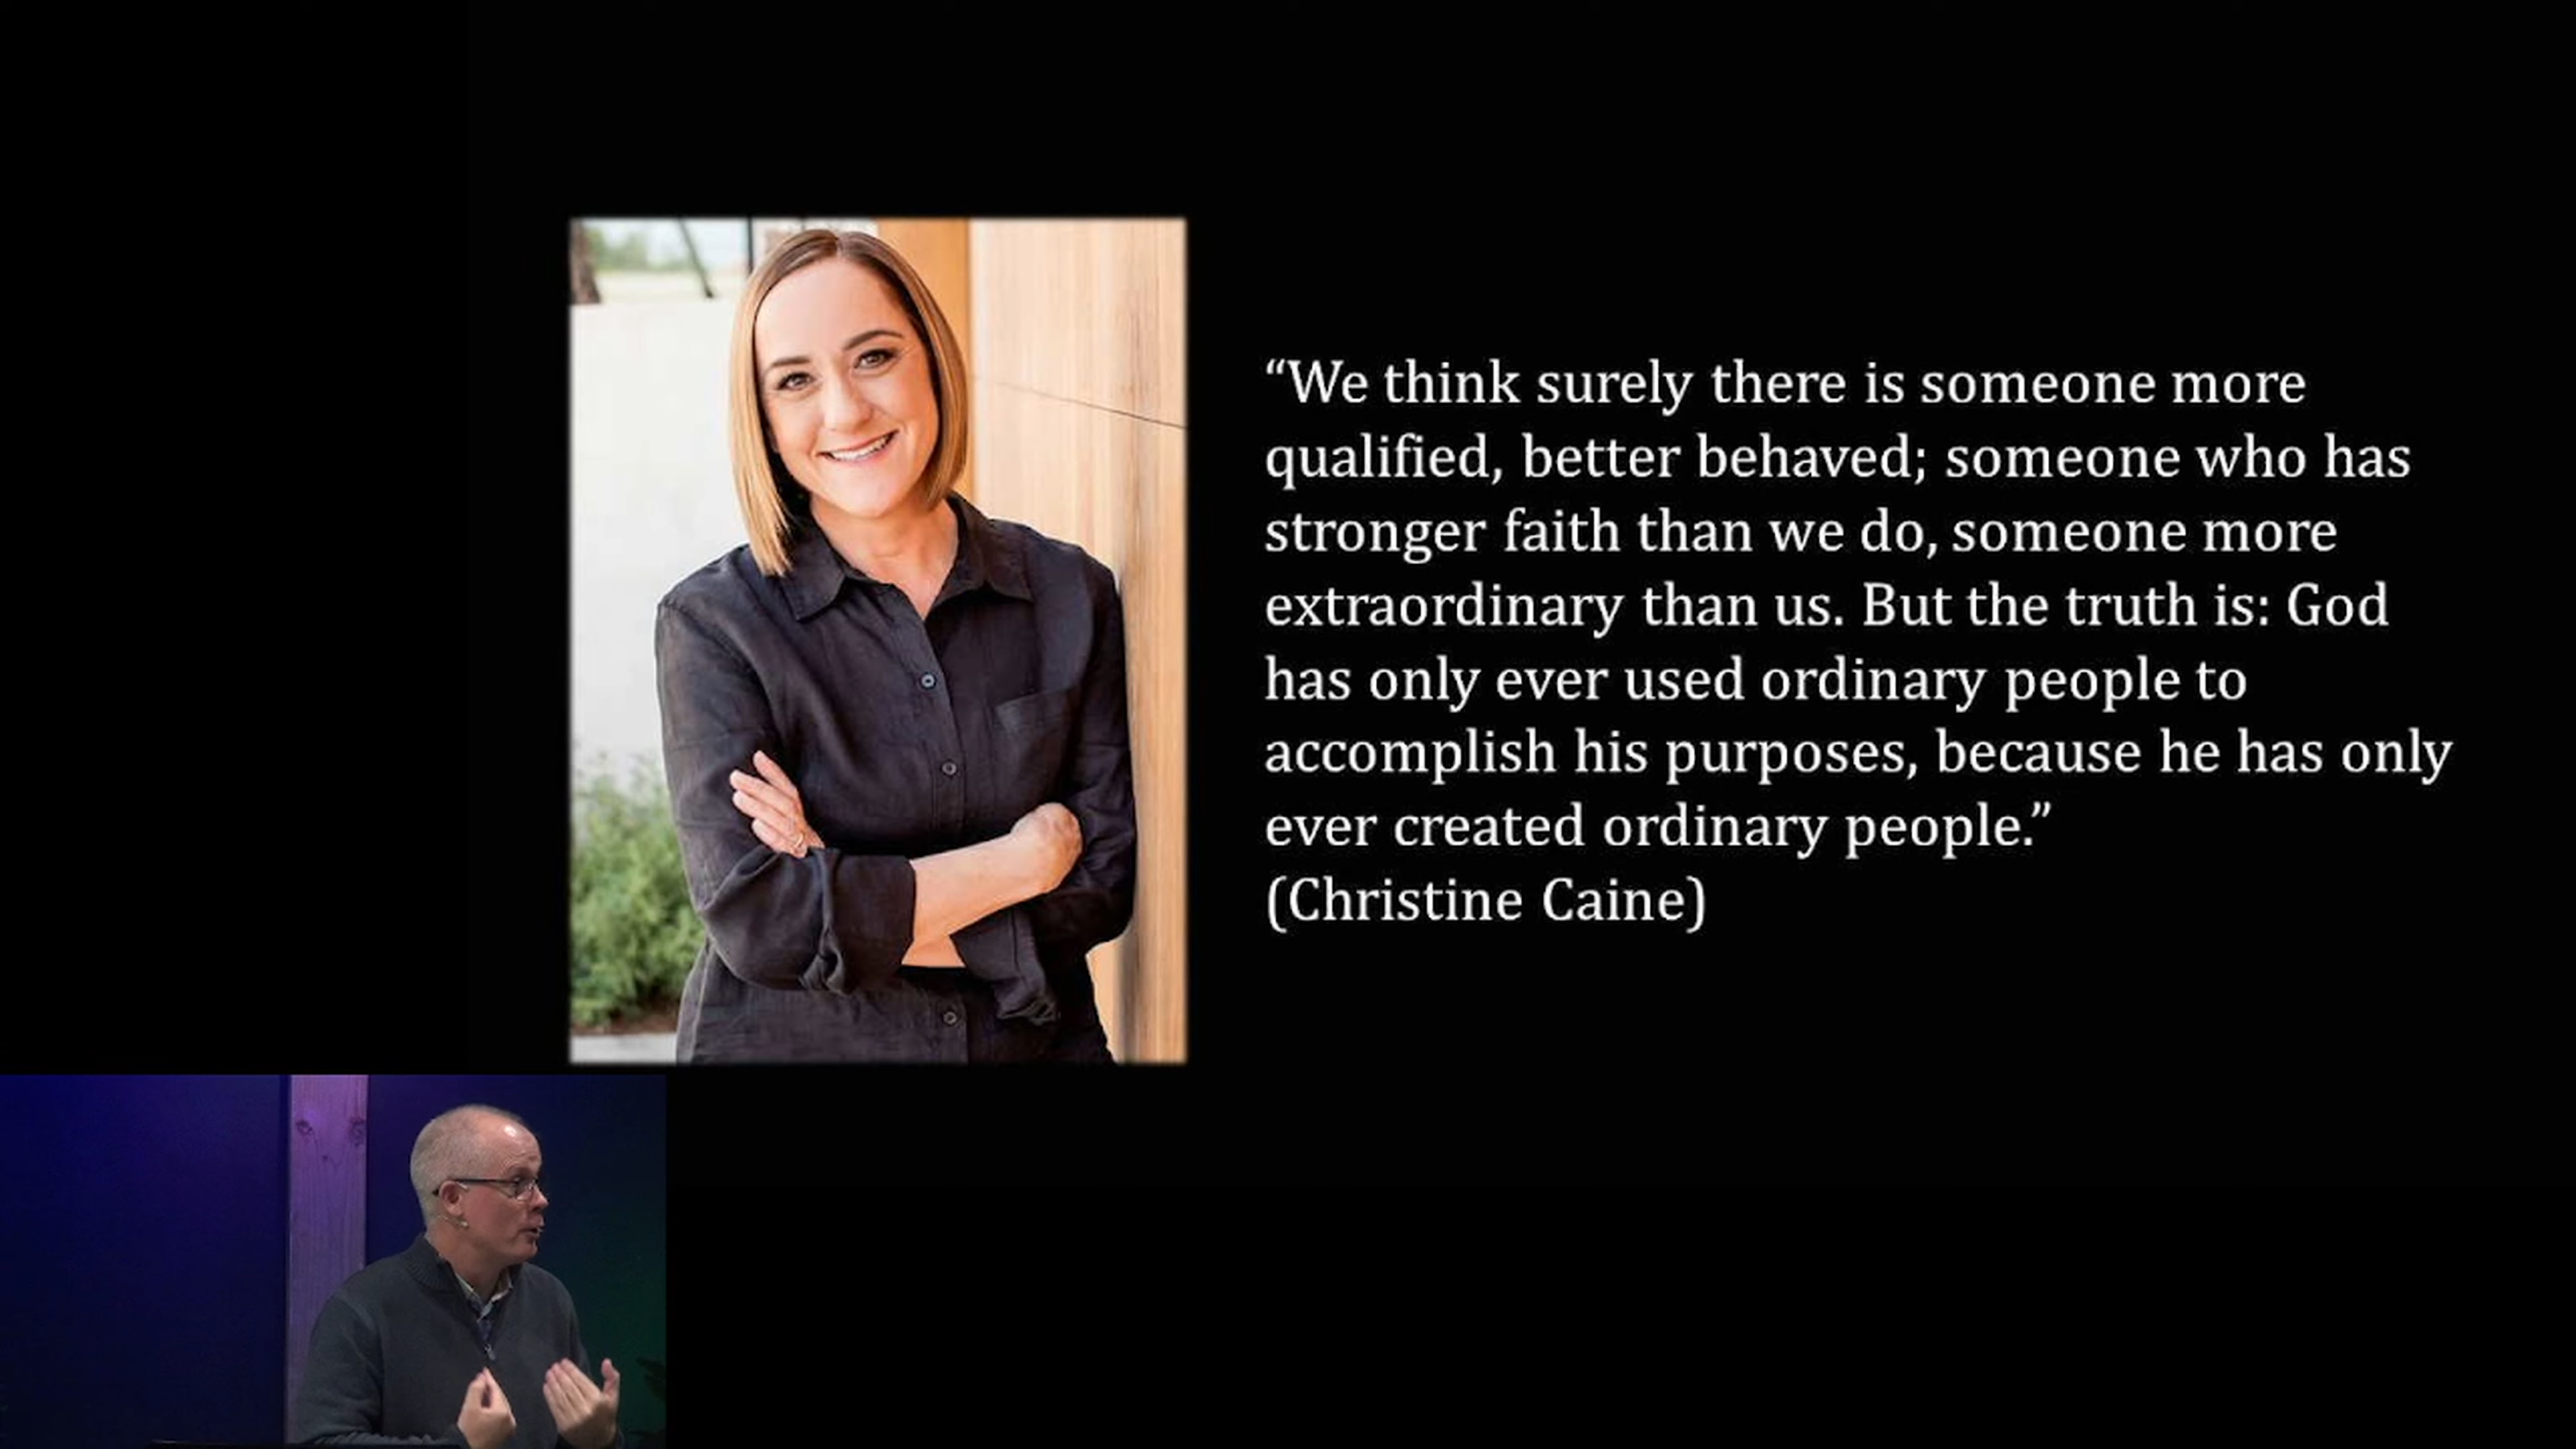 “We think surely there is someone more
qualified, better behaved; someone who has
stronger faith than we do, someone more
extraordinary than us. But the truth is: God
has only ever used ordinary people to
accomplish his purposes, because he has only
ever created ordinary people.”
(Christine Caine)